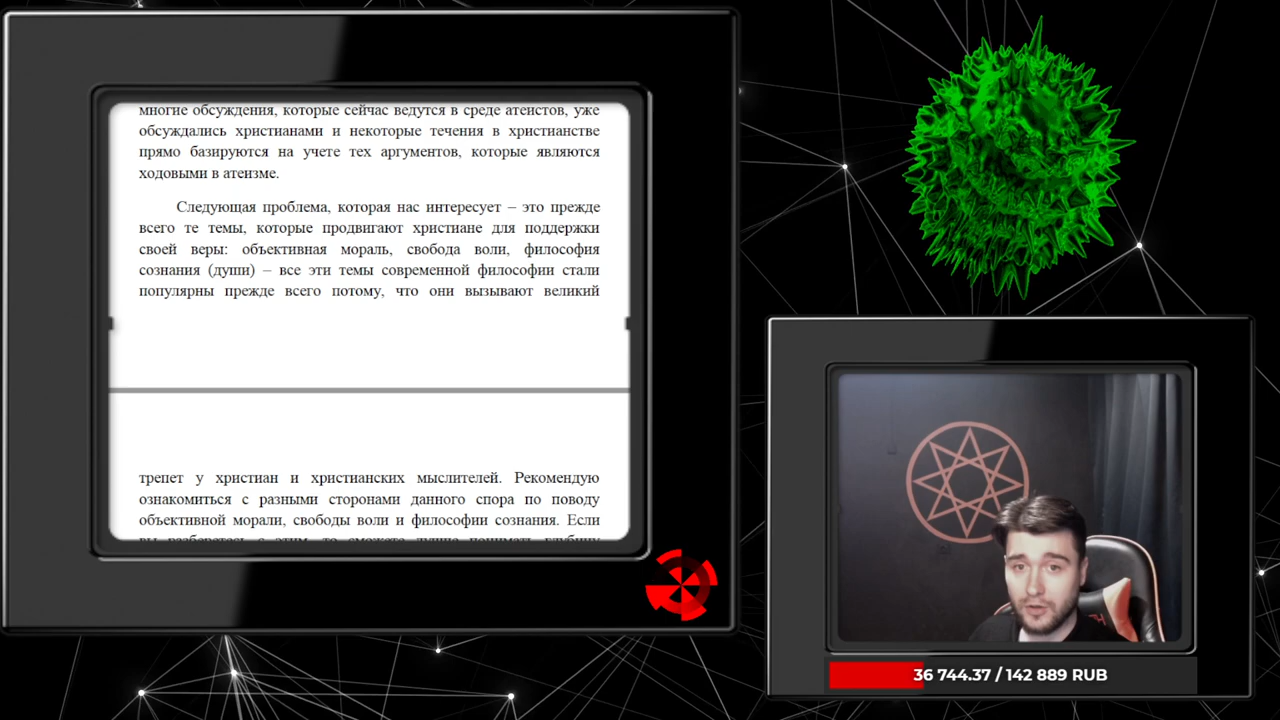 многие обсуждения, которые сейчас ведутся в среде атеистов, уже
обсуждались христианами и некоторые течения в христианстве
прямо базируются на учете тех аргументов, которые являются
ходовыми в атеизме.
Следующая проблема, которая нас интересует – это прежде
всего те темы, которые продвигают христиане для поддержки
своей веры: объективная мораль, свобода воли, философия
сознания (души) – все эти темы современной философии стали
популярны прежде всего потому, что они вызывают великий
трепет у христиан и христианских мыслителей. Рекомендую
ознакомиться с разными сторонами данного спора по поводу
объективной морали, свободы воли и философии сознания. Если
36 744.37 / 142 889 RUB